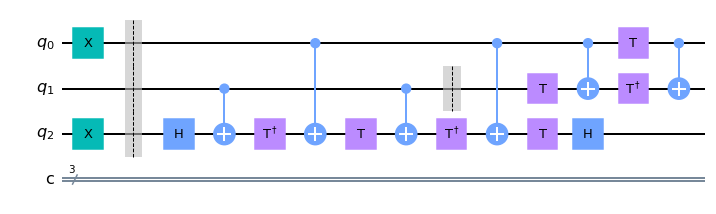 q0 X T
q1 T T†
q2 X H T† T T† T H
c 3